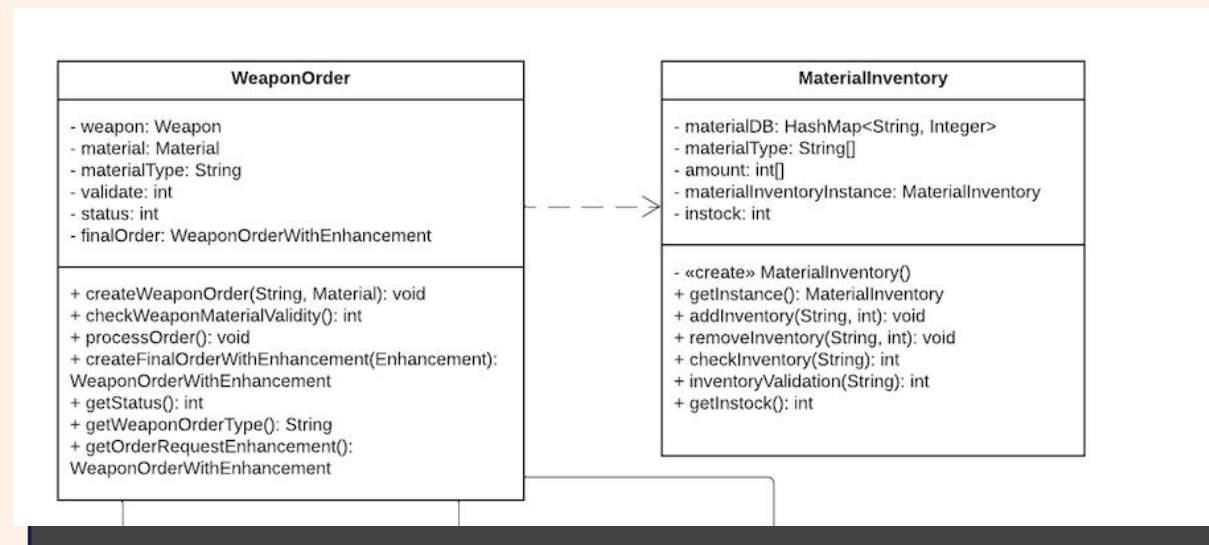 WeaponOrder
- weapon: Weapon
- material: Material
- materialType: String
- validate: int
- status: int
- finalOrder: WeaponOrderWithEnhancement
+ createWeaponOrder(String, Material): void
+ checkWeaponMaterialValidity(): int
+ processOrder(): void
+ createFinalOrderWithEnhancement(Enhancement):
WeaponOrderWithEnhancement
+ getStatus(): int
+ getWeaponOrderType(): String
+ getOrderRequestEnhancement():
WeaponOrderWithEnhancement
MaterialInventory
- materialDB: HashMap<String, Integer>
- materialType: String[]
- amount: int[]
- materialInventoryInstance: MaterialInventory
- instock: int
- «create» MaterialInventory()
+ getInstance(): MaterialInventory
+ addInventory(String, int): void
+ removeInventory(String, int): void
+ checkInventory(String): int
+ inventoryValidation(String): int
+ getInstock(): int